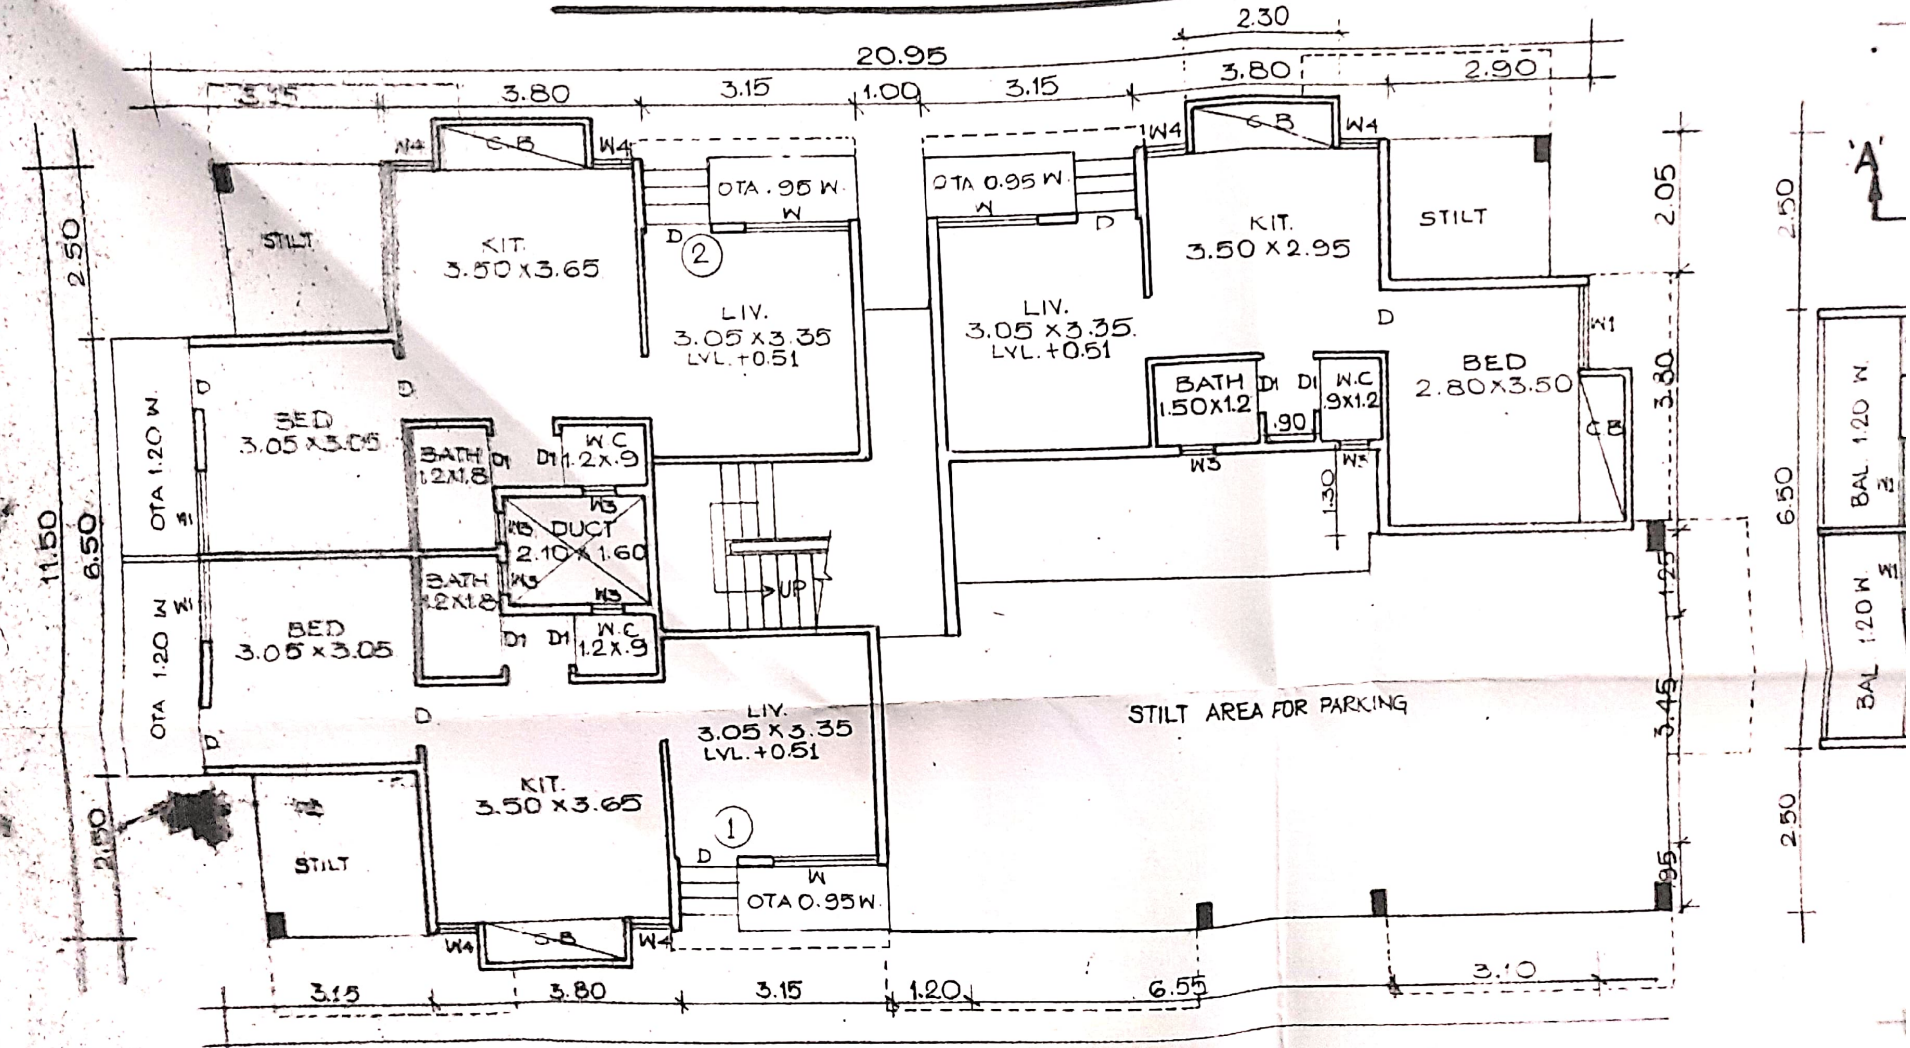 2.30
20.95
3.15
3.80
3.15
1.00
3.15
3.80
2.90
W4
C.B
W4
W4
C.B
W4
'A'
OTA .95 W.
W
OTA 0.95 W.
W
2.50
STILT
KIT.
3.50 X 3.65
D
2
D
KIT.
3.50 X 2.95
STILT
2.05
2.50
LIV.
3.05 X 3.35
LVL. +0.51
LIV.
3.05 X 3.35.
LVL. +0.51
D
W1
D
D
BED
3.05 X 3.05
OTA 1.20 W.
W1
BATH
1.2X1.8
D1
D1
W.C
1.2X.9
BATH
1.50X1.2
D1
D1
W.C
.9X1.2
.90
W3
W3
1.30
BED
2.80X3.50
C.B
3.30
BAL 1.20 W.
11.50
6.50
6.50
W3
W3
DUCT
2.10 X 1.60
W3
W3
UP
1.25
BATH
1.2X1.8
D1
D1
W.C
1.2X.9
OTA 1.20 W
W1
BED
3.05 X 3.05
BAL 1.20 W
W1
D
D
LIV.
3.05 X 3.35
LVL. +0.51
STILT AREA FOR PARKING
3.45
KIT.
3.50 X 3.65
1
2.50
2.50
STILT
D
W
OTA 0.95 W.
.95
W4
C.B
W4
3.15
3.80
3.15
1.20
6.55
3.10